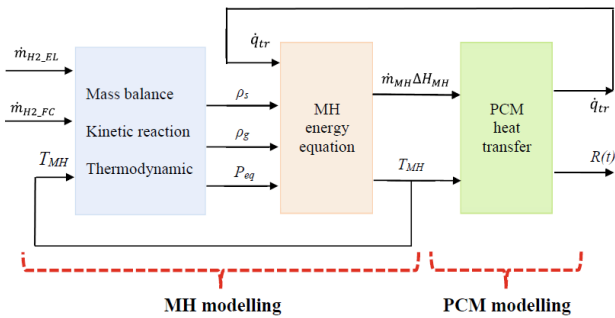 q̇tr
ṁH2_EL
ṁH2_FC
TMH
Mass balance
Kinetic reaction
Thermodynamic
ρs
ρg
Peq
MH
energy
equation
ṁMHΔHMH
TMH
PCM
heat
transfer
q̇tr
R(t)
MH modelling
PCM modelling